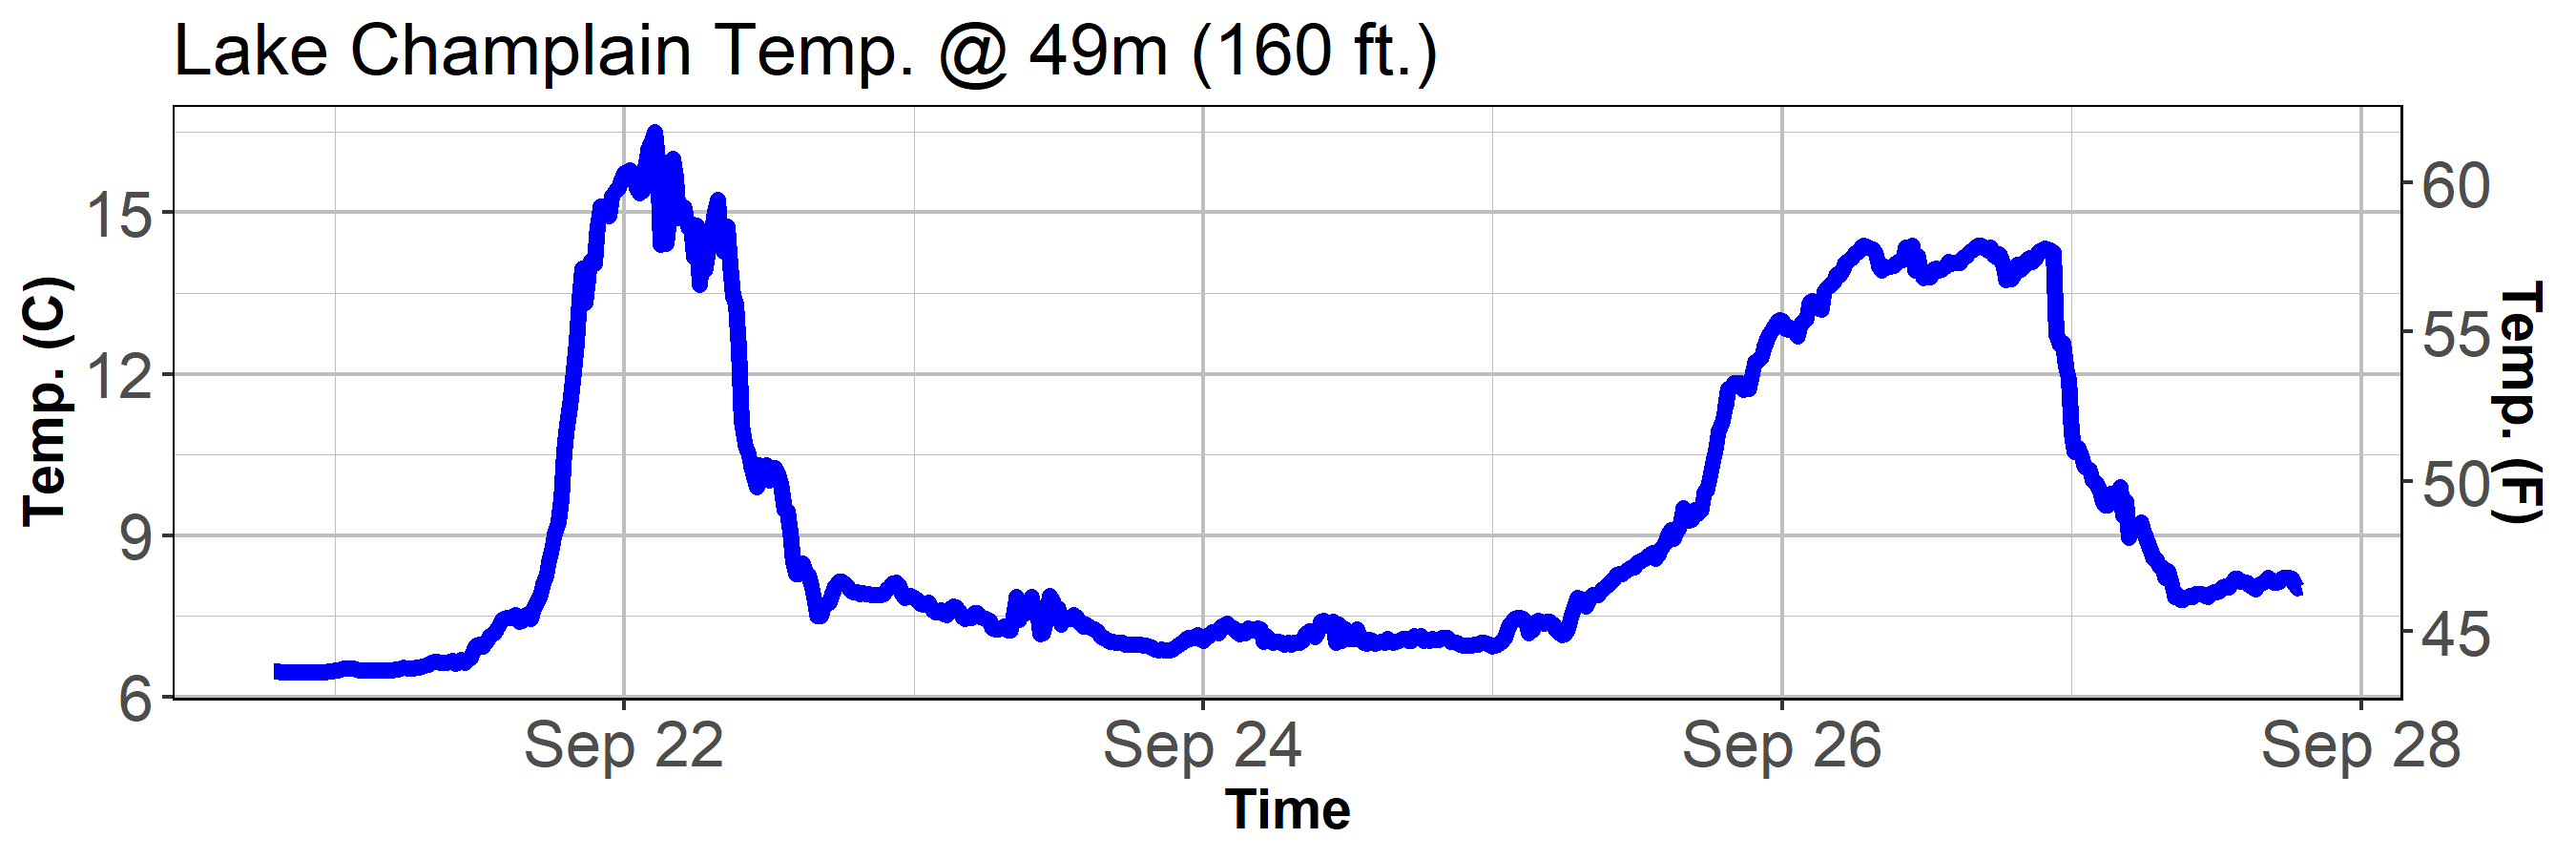 Lake Champlain Temp. @ 49m (160 ft.)
Temp. (C)
15
12
9
6
60
55
50
45
Temp. (F)
Sep 22 Sep 24 Sep 26 Sep 28
Time